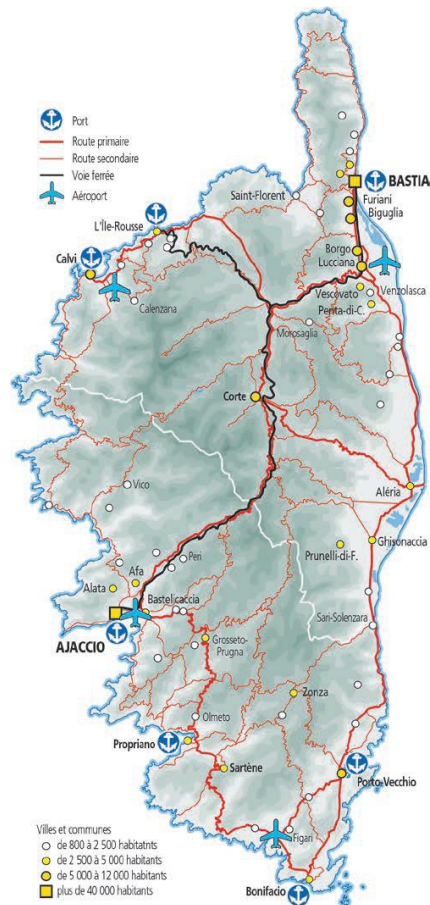 Port
Route primaire
Route secondaire
Voie ferrée
Aéroport
BASTIA
Saint-Florent
Furiani
Biguglia
L'Île-Rousse
Calvi
Borgo
Lucciana
Vescovato
Venzolasca
Penta-di-C.
Calenzana
Morosaglia
Corte
Vico
Aléria
Ghisonaccia
Prunelli-di-F.
Peri
Afa
Alata
Bastelicaccia
AJACCIO
Sari-Solenzara
Grosseto-
Prugna
Zonza
Olmeto
Propriano
Sartène
Porto-Vecchio
Figari
Bonifacio
Villes et communes
de 800 à 2 500 habitatnts
de 2 500 à 5 000 habitants
de 5 000 à 12 000 habitants
plus de 40 000 habitants